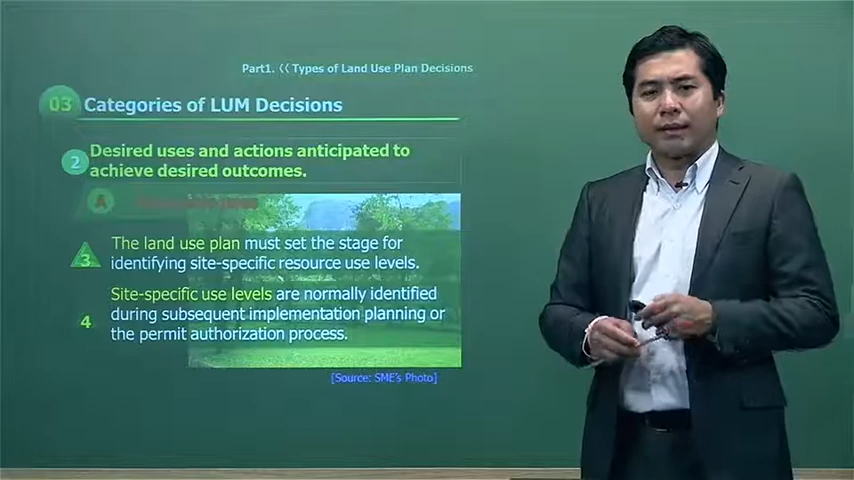 Part1. 〈〈 Types of Land Use Plan Decisions
03 Categories of LUM Decisions
2 Desired uses and actions anticipated to
achieve desired outcomes.
A
3 The land use plan must set the stage for
identifying site-specific resource use levels.
4 Site-specific use levels are normally identified
during subsequent implementation planning or
the permit authorization process.
[Source: SME's Photo]